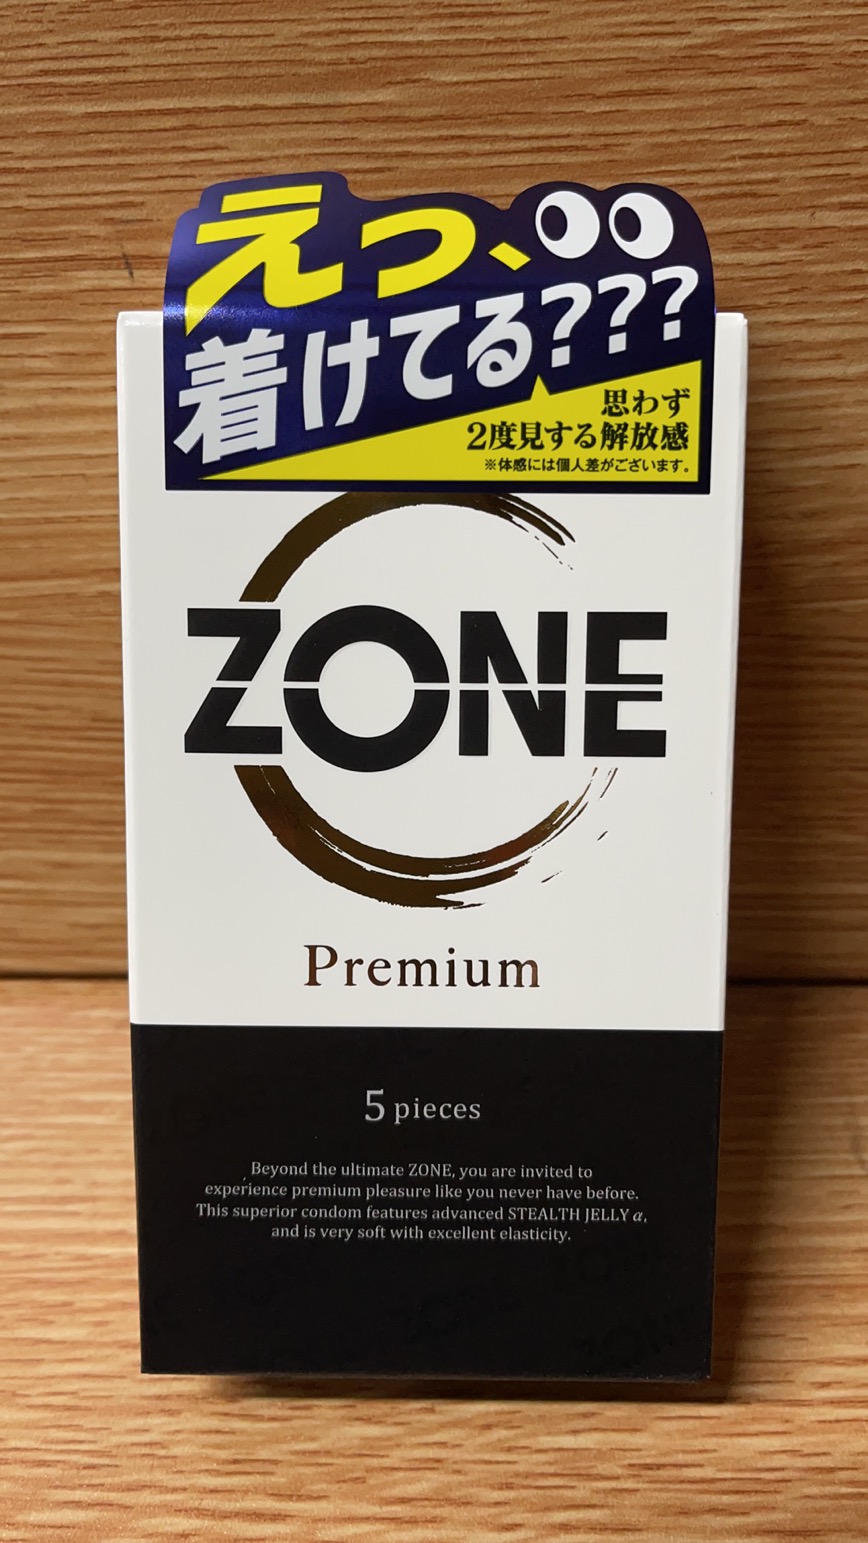 えっ、
着けてる???
思わず
2度見する解放感
※体感には個人差がございます。
ZONE
Premium
5 pieces
Beyond the ultimate ZONE, you are invited to
experience premium pleasure like you never have before.
This superior condom features advanced STEALTH JELLY α,
and is very soft with excellent elasticity.
ZONE